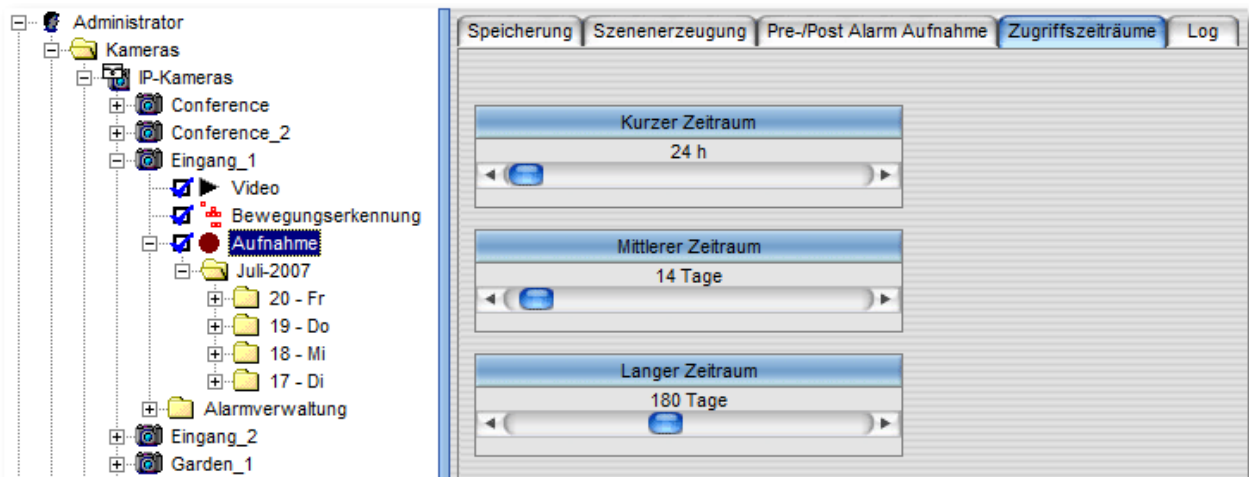 Administrator
Kameras
IP-Kameras
Conference
Conference_2
Eingang_1
Video
Bewegungserkennung
Aufnahme
Juli-2007
20 - Fr
19 - Do
18 - Mi
17 - Di
Alarmverwaltung
Eingang_2
Garden_1
Speicherung Szenenerzeugung Pre-/Post Alarm Aufnahme Zugriffszeiträume Log
Kurzer Zeitraum
24 h
Mittlerer Zeitraum
14 Tage
Langer Zeitraum
180 Tage